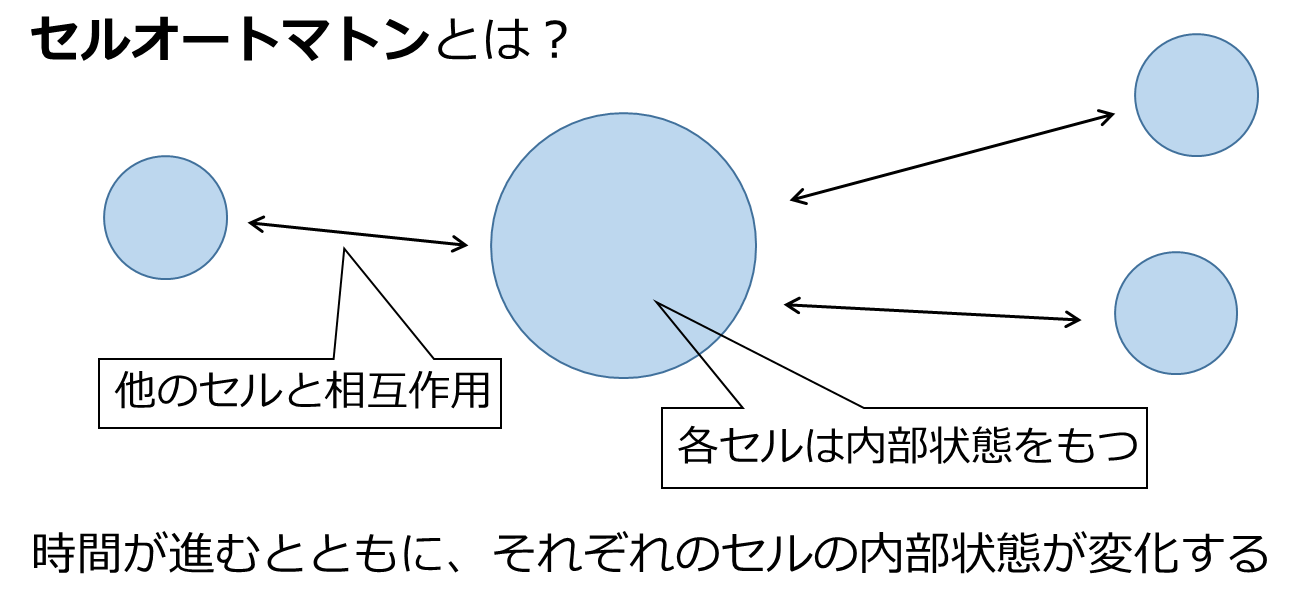 セルオートマトンとは？
他のセルと相互作用
各セルは内部状態をもつ
時間が進むとともに、それぞれのセルの内部状態が変化する